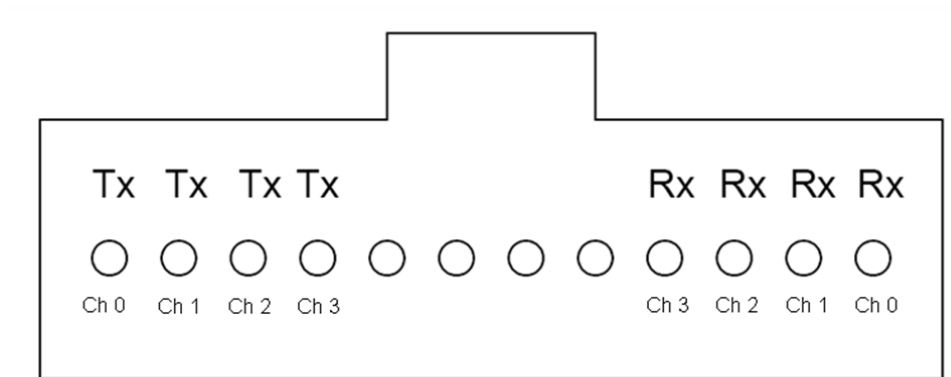 Tx Tx Tx Tx Rx Rx Rx Rx
Ch 0 Ch 1 Ch 2 Ch 3 Ch 3 Ch 2 Ch 1 Ch 0